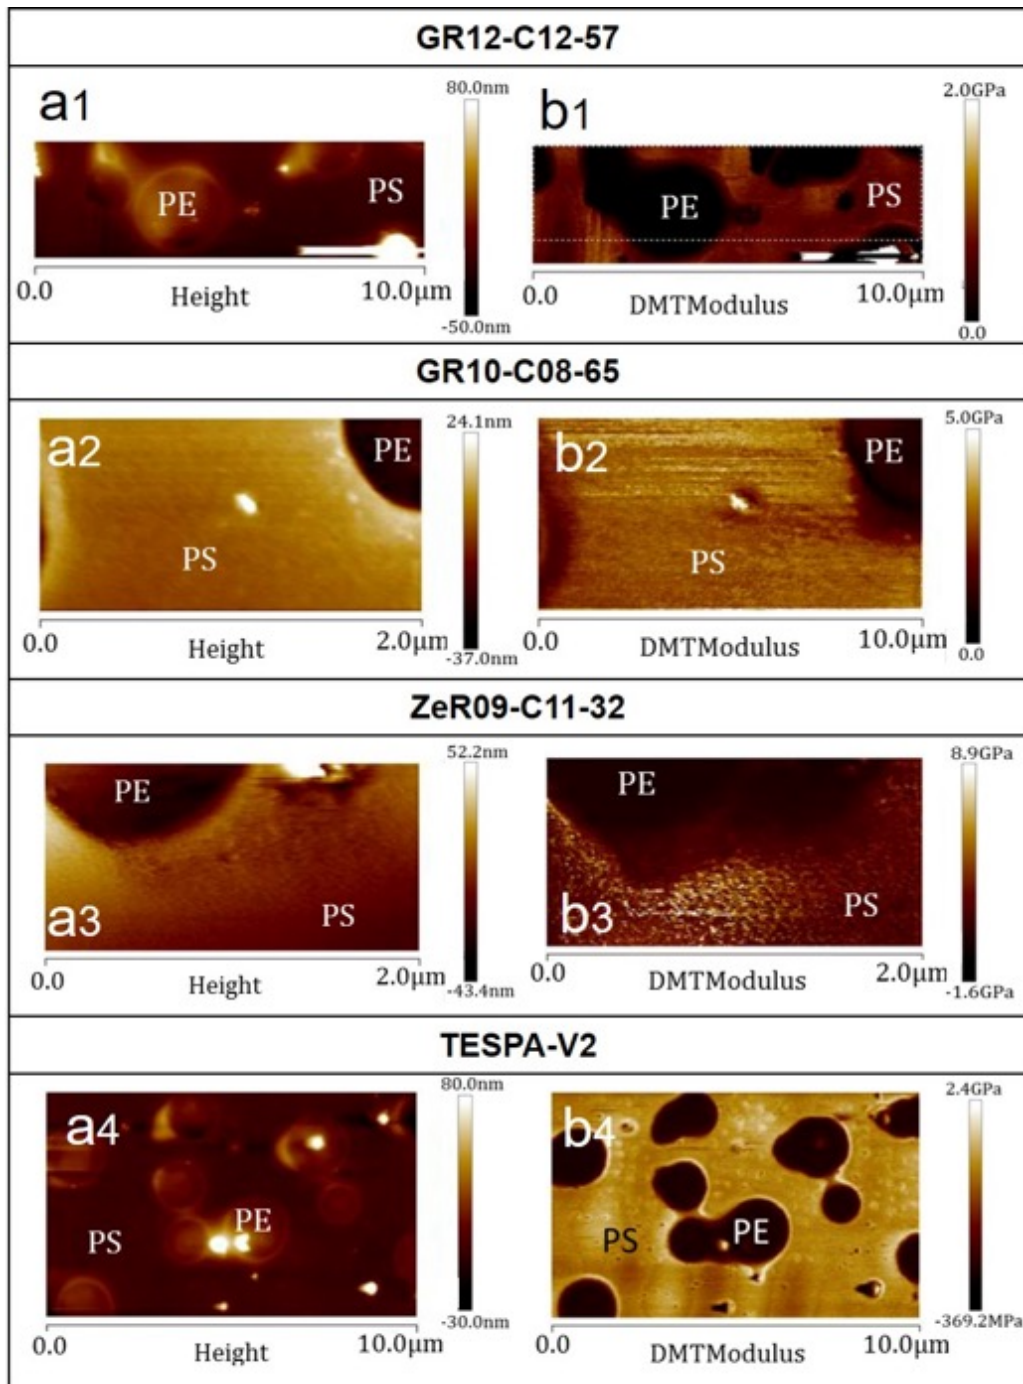 GR12-C12-57
a1
80.0nm
PE
PS
0.0
10.0μm
Height
-50.0nm
b1
2.0GPa
PE
PS
0.0
10.0μm
DMTModulus
0.0
GR10-C08-65
a2
24.1nm
PE
PS
0.0
2.0μm
Height
-37.0nm
b2
5.0GPa
PE
PS
0.0
10.0μm
DMTModulus
0.0
ZeR09-C11-32
52.2nm
PE
a3
PS
0.0
2.0μm
Height
-43.4nm
8.9GPa
PE
b3
PS
0.0
2.0μm
DMTModulus
-1.6GPa
TESPA-V2
a4
80.0nm
PE
PS
0.0
10.0μm
Height
-30.0nm
b4
2.4GPa
PS
PE
0.0
10.0μm
DMTModulus
-369.2MPa